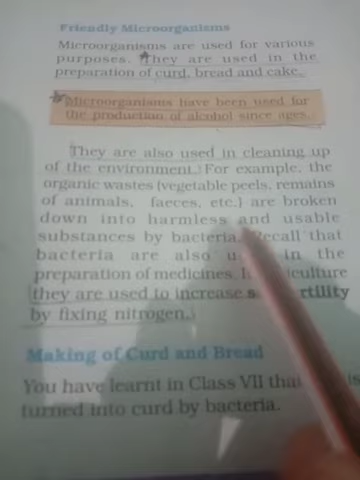 Friendly Microorganisms
Microorganisms are used for various
purposes. They are used in the
preparation of curd, bread and cake.
Microorganisms have been used for
the production of alcohol since ages.
They are also used in cleaning up
of the environment. For example, the
organic wastes (vegetable peels, remains
of animals, faeces, etc.) are broken
down into harmless and usable
substances by bacteria. Recall that
bacteria are also in the
preparation of medicines.
they are used to increase
by fixing nitrogen.
Making of Curd and Bread
You have learnt in Class VII that is
turned into curd by bacteria.